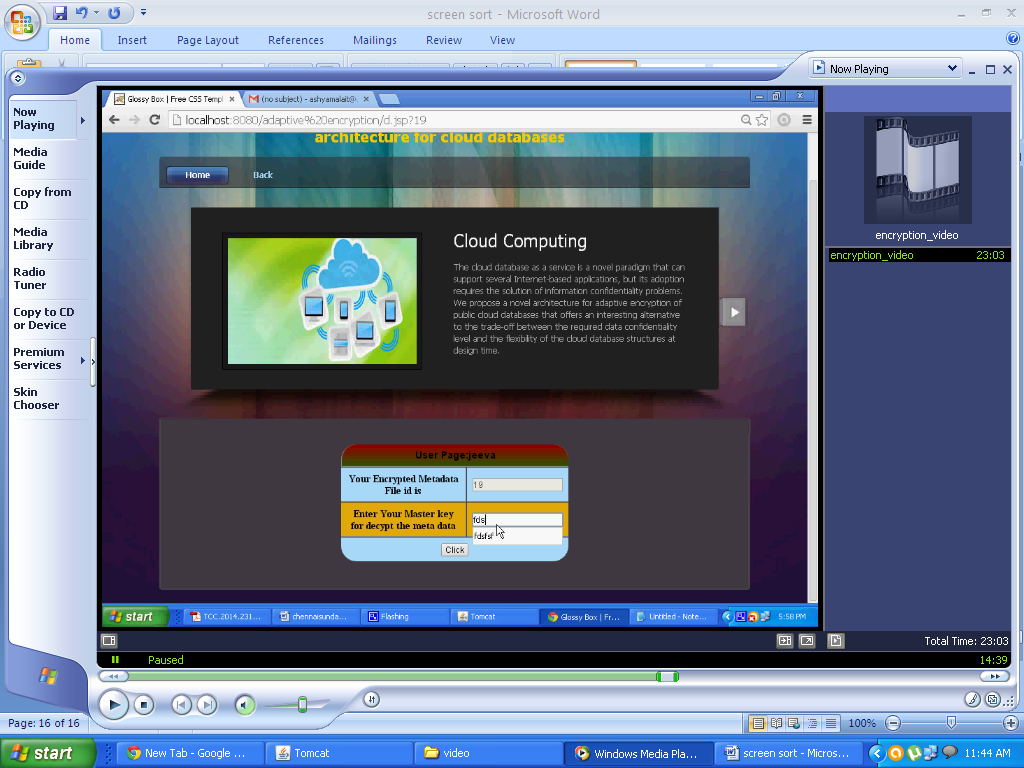 screen sort - Microsoft Word
Home Insert Page Layout References Mailings Review View
Now Playing
Now Playing
Media Guide
Copy from CD
Media Library
Radio Tuner
Copy to CD or Device
Premium Services
Skin Chooser
Glossy Box | Free CSS Templ
(no subject) - ashyamalait@
localhost:8080/adaptive%20encryption/d.jsp?19
architecture for cloud databases
Home Back
Cloud Computing
The cloud database as a service is a novel paradigm that can
support several Internet-based applications, but its adoption
requires the solution of information confidentiality problems.
We propose a novel architecture for adaptive encryption of
public cloud databases that offers an interesting alternative
to the trade-off between the required data confidentiality
level and the flexibility of the cloud database structures at
design time.
User Page:jeeva
Your Encrypted Metadata
File id is
19
Enter Your Master key
for decypt the meta data
fds
fdsfsf
Click
start TCC.2014.231... chennaisunda... Flashing Tomcat Glossy Box | Fr... Untitled - Note... 5:58 PM
encryption_video
encryption_video 23:03
Total Time: 23:03
Paused 14:39
Page: 16 of 16 100%
start New Tab - Google ... Tomcat video Windows Media Pla... screen sort - Micros... 11:44 AM